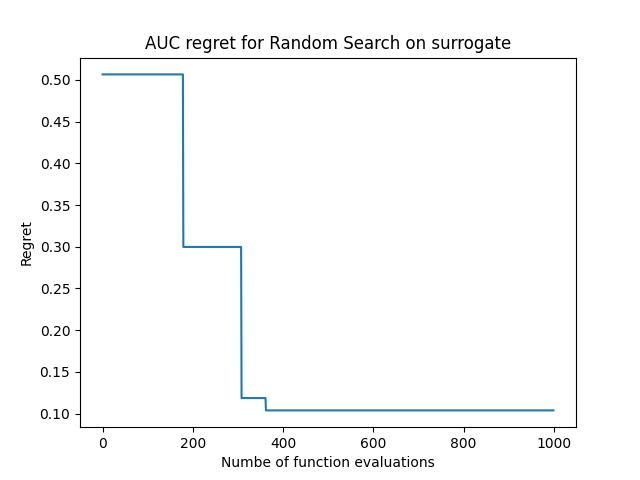 AUC regret for Random Search on surrogate
0.50
0.45
0.40
0.35
0.30
0.25
0.20
0.15
0.10
Regret
0 200 400 600 800 1000
Numbe of function evaluations